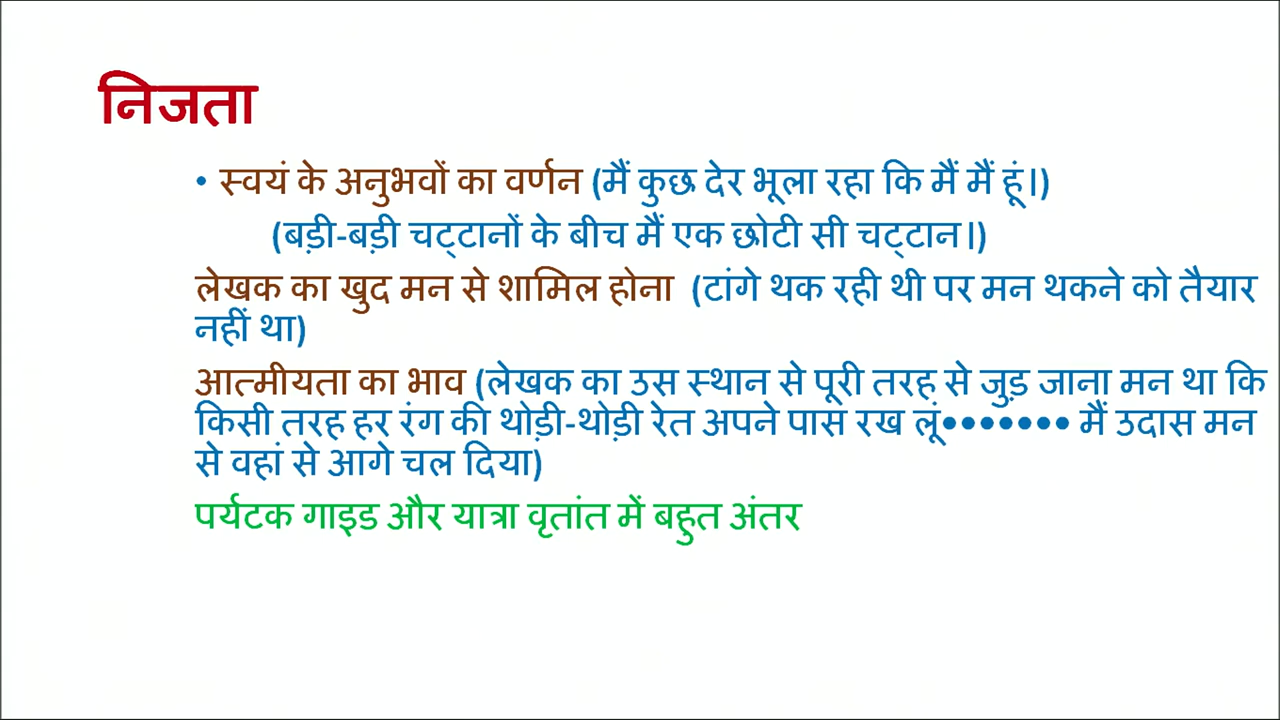 निजता
• स्वयं के अनुभवों का वर्णन (मैं कुछ देर भूला रहा कि मैं मैं हूं।)
(बड़ी-बड़ी चट्टानों के बीच मैं एक छोटी सी चट्टान।)
लेखक का खुद मन से शामिल होना (टांगे थक रही थी पर मन थकने को तैयार
नहीं था)
आत्मीयता का भाव (लेखक का उस स्थान से पूरी तरह से जुड़ जाना मन था कि
किसी तरह हर रंग की थोड़ी-थोड़ी रेत अपने पास रख लूं••••••• मैं उदास मन
से वहां से आगे चल दिया)
पर्यटक गाइड और यात्रा वृतांत में बहुत अंतर